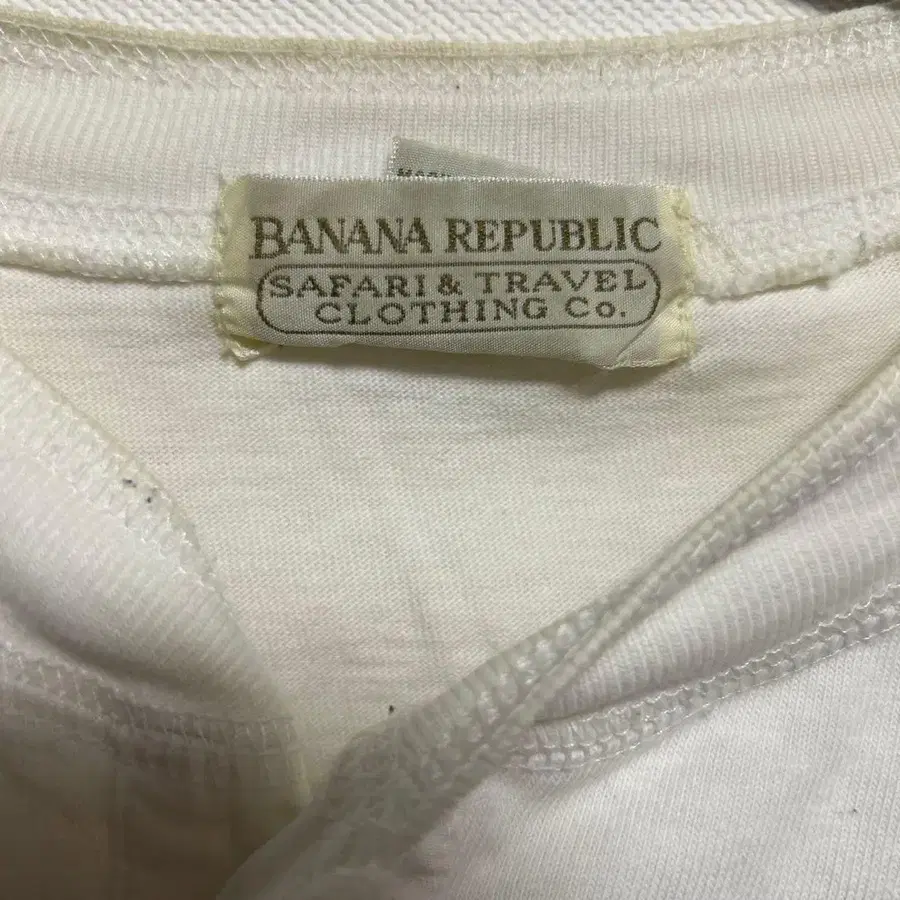 BANANA REPUBLIC
SAFARI & TRAVEL
CLOTHING Co.